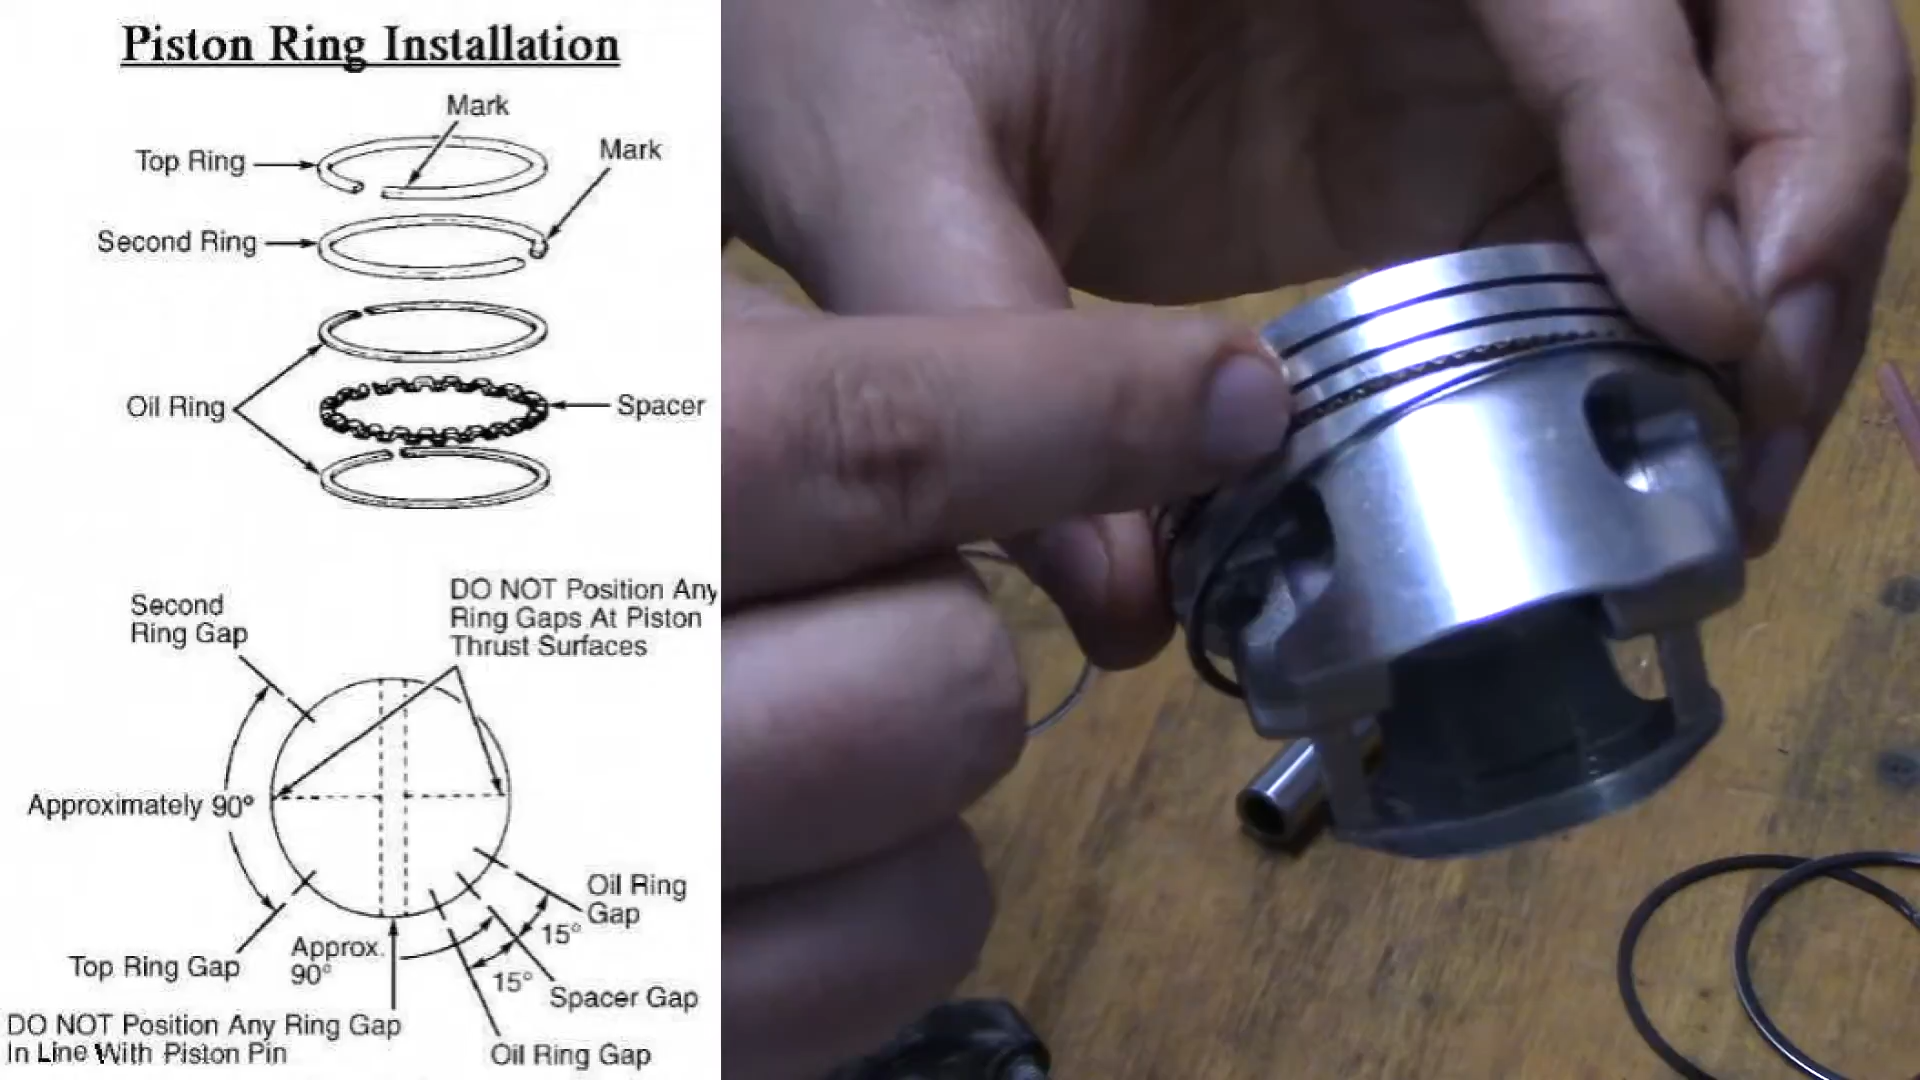 Piston Ring Installation
Mark
Mark
Top Ring
Second Ring
Oil Ring
Spacer
Second
Ring Gap
DO NOT Position Any
Ring Gaps At Piston
Thrust Surfaces
Approximately 90°
Oil Ring
Gap
15°
Approx.
90°
Top Ring Gap
15°
Spacer Gap
DO NOT Position Any Ring Gap
In Line With Piston Pin
Oil Ring Gap